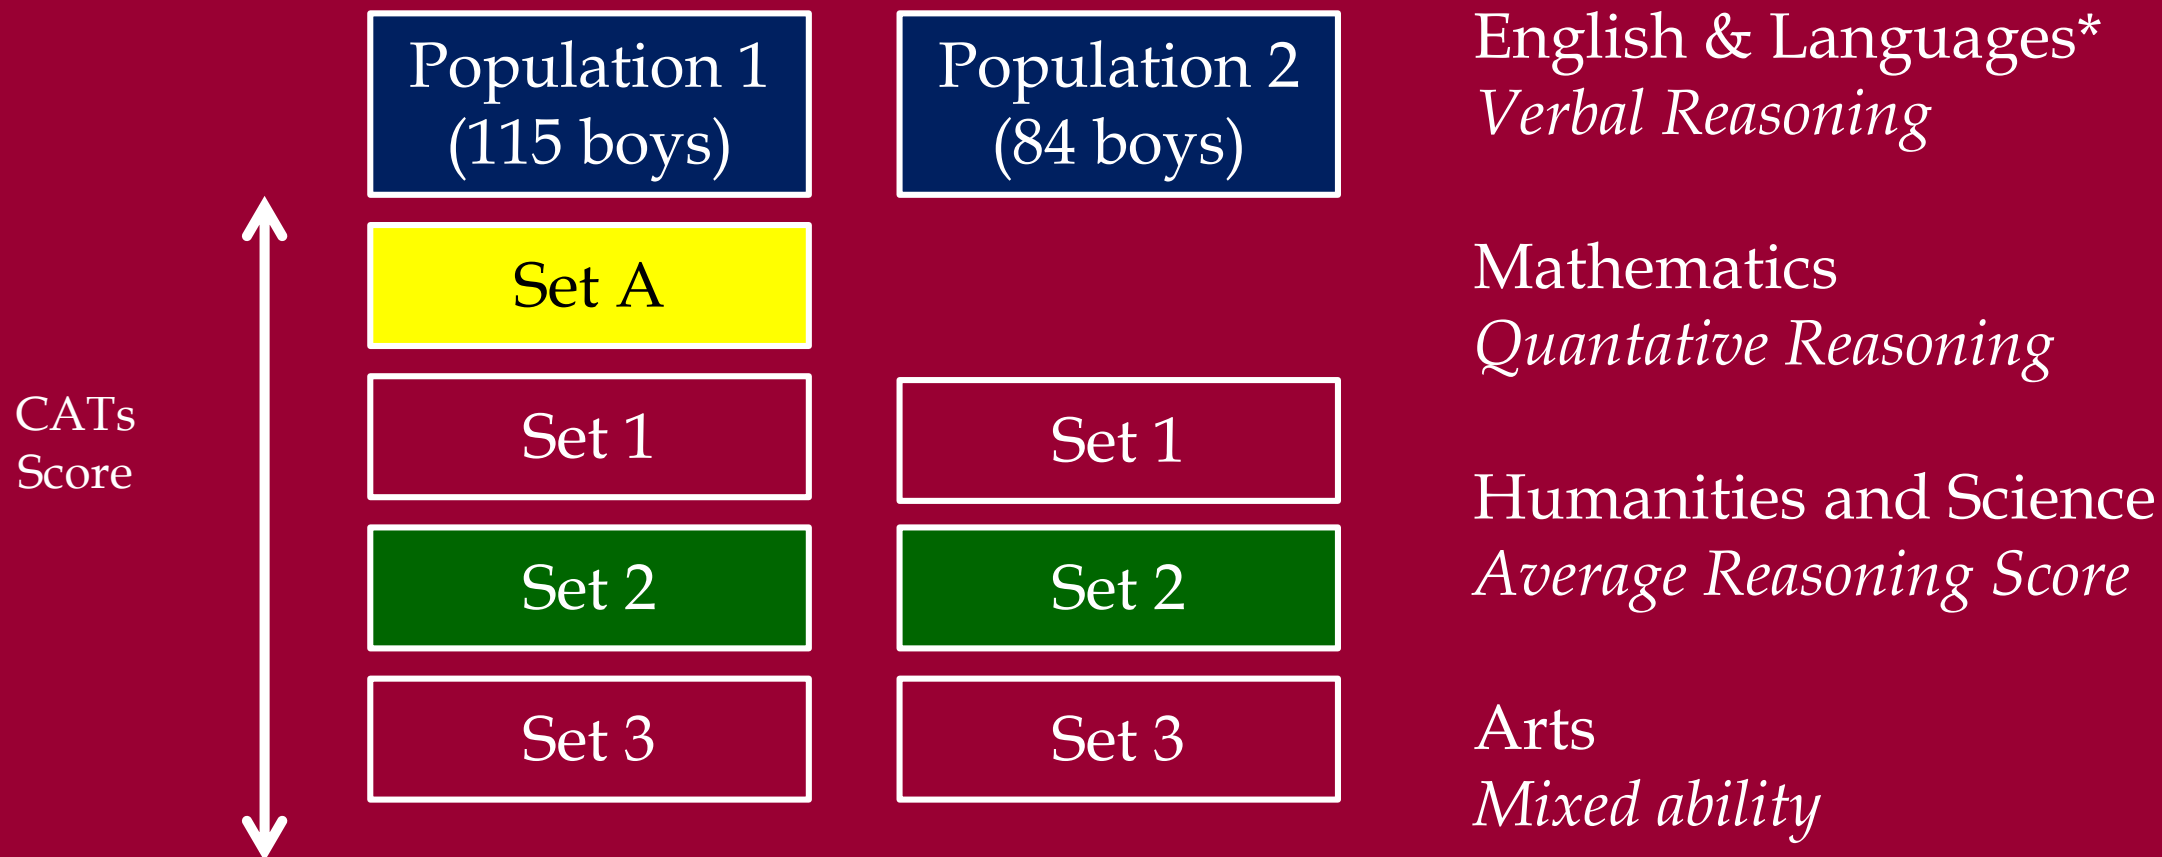 Population 1
(115 boys)
Population 2
(84 boys)
English & Languages*
Verbal Reasoning
Set A
Mathematics
Quantative Reasoning
CATs
Score
Set 1
Set 1
Humanities and Science
Average Reasoning Score
Set 2
Set 2
Set 3
Set 3
Arts
Mixed ability